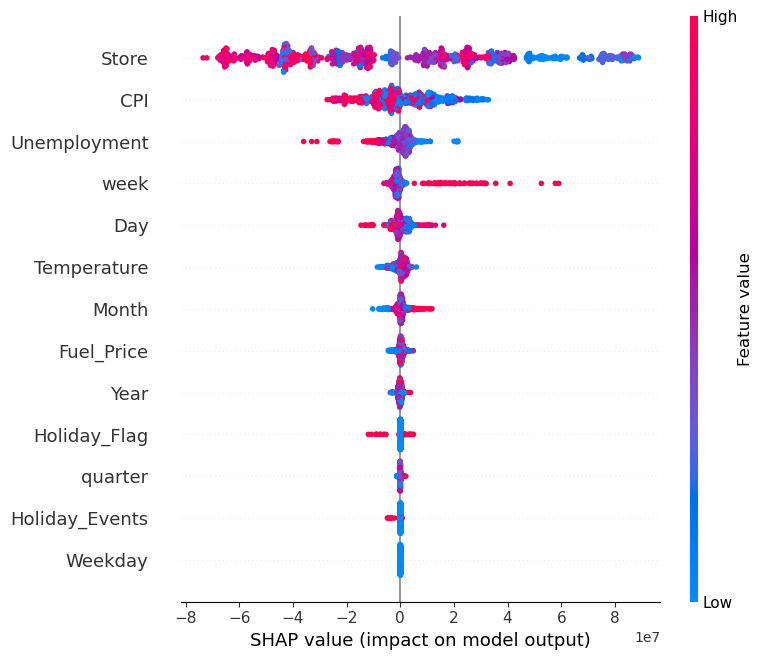 High
Store
CPI
Unemployment
week
Day
Temperature
Month
Fuel_Price
Year
Holiday_Flag
quarter
Holiday_Events
Weekday
Low
Feature value
−8 −6 −4 −2 0 2 4 6 8
1e7
SHAP value (impact on model output)